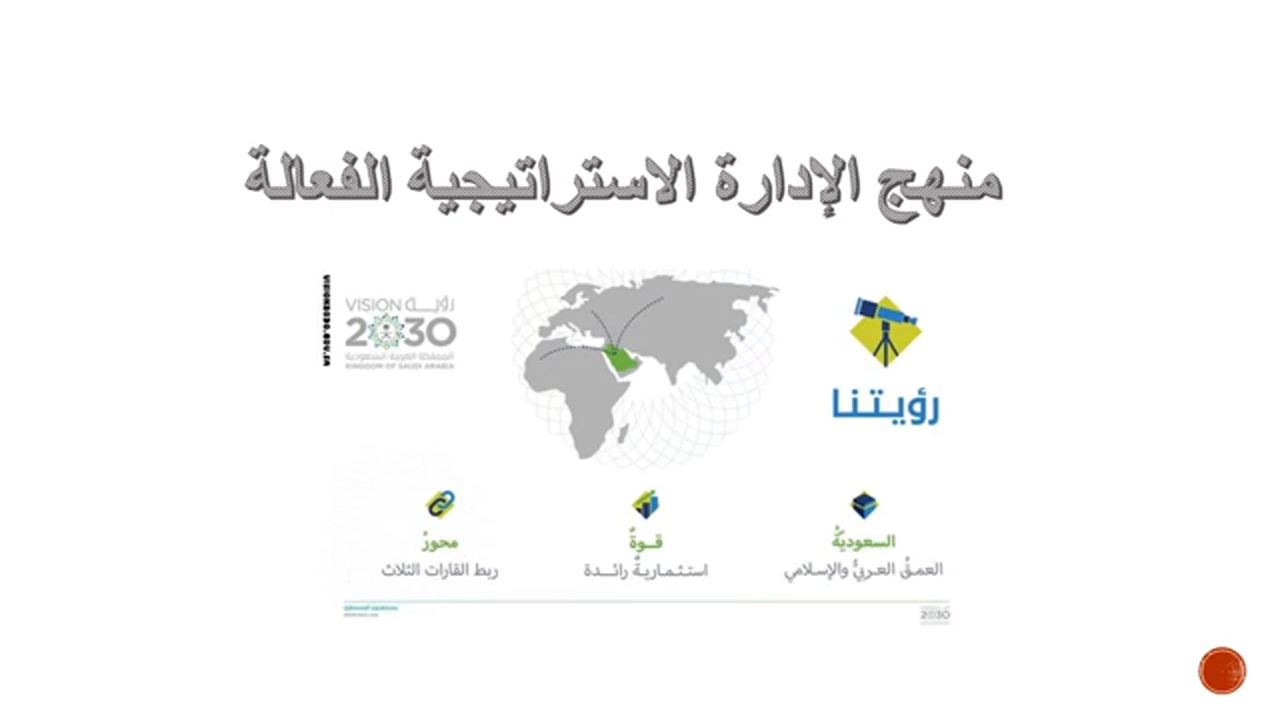 منهج الإدارة الاستراتيجية الفعالة
رؤيتنا
VISION رؤيــة
2030
المملكة العربية السعودية
KINGDOM OF SAUDI ARABIA
السعوديةُ
العمقُ العربيُّ والإسلامي
قـوةٌ
استثماريةٌ رائـدة
محورُ
ربط القارات الثلاث
2030